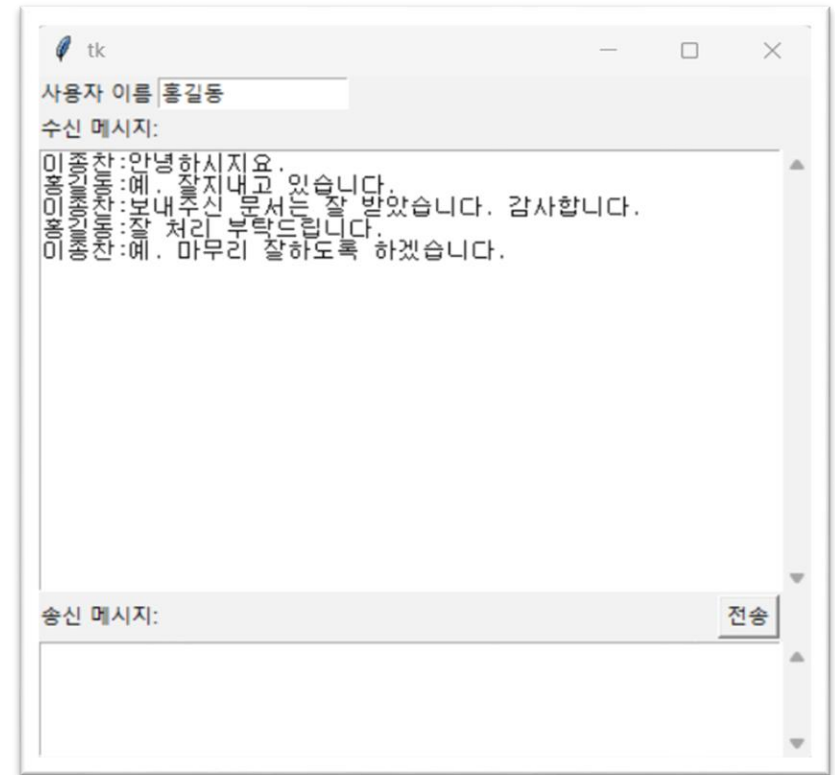 tk
사용자 이름 홍길동
수신 메시지:
이종찬:안녕하시지요.
홍길동:예. 잘지내고 있습니다.
이종찬:보내주신 문서는 잘 받았습니다. 감사합니다.
홍길동:잘 처리 부탁드립니다.
이종찬:예. 마무리 잘하도록 하겠습니다.
송신 메시지: 전송